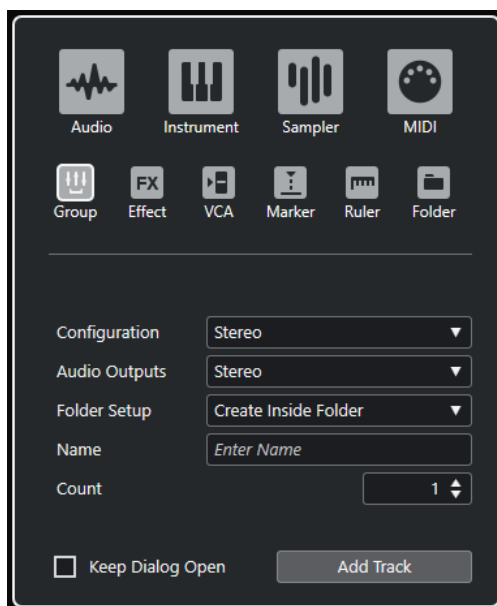 Audio Instrument Sampler MIDI
FX
Group Effect VCA Marker Ruler Folder
Configuration Stereo
Audio Outputs Stereo
Folder Setup Create Inside Folder
Name Enter Name
Count 1
Keep Dialog Open Add Track